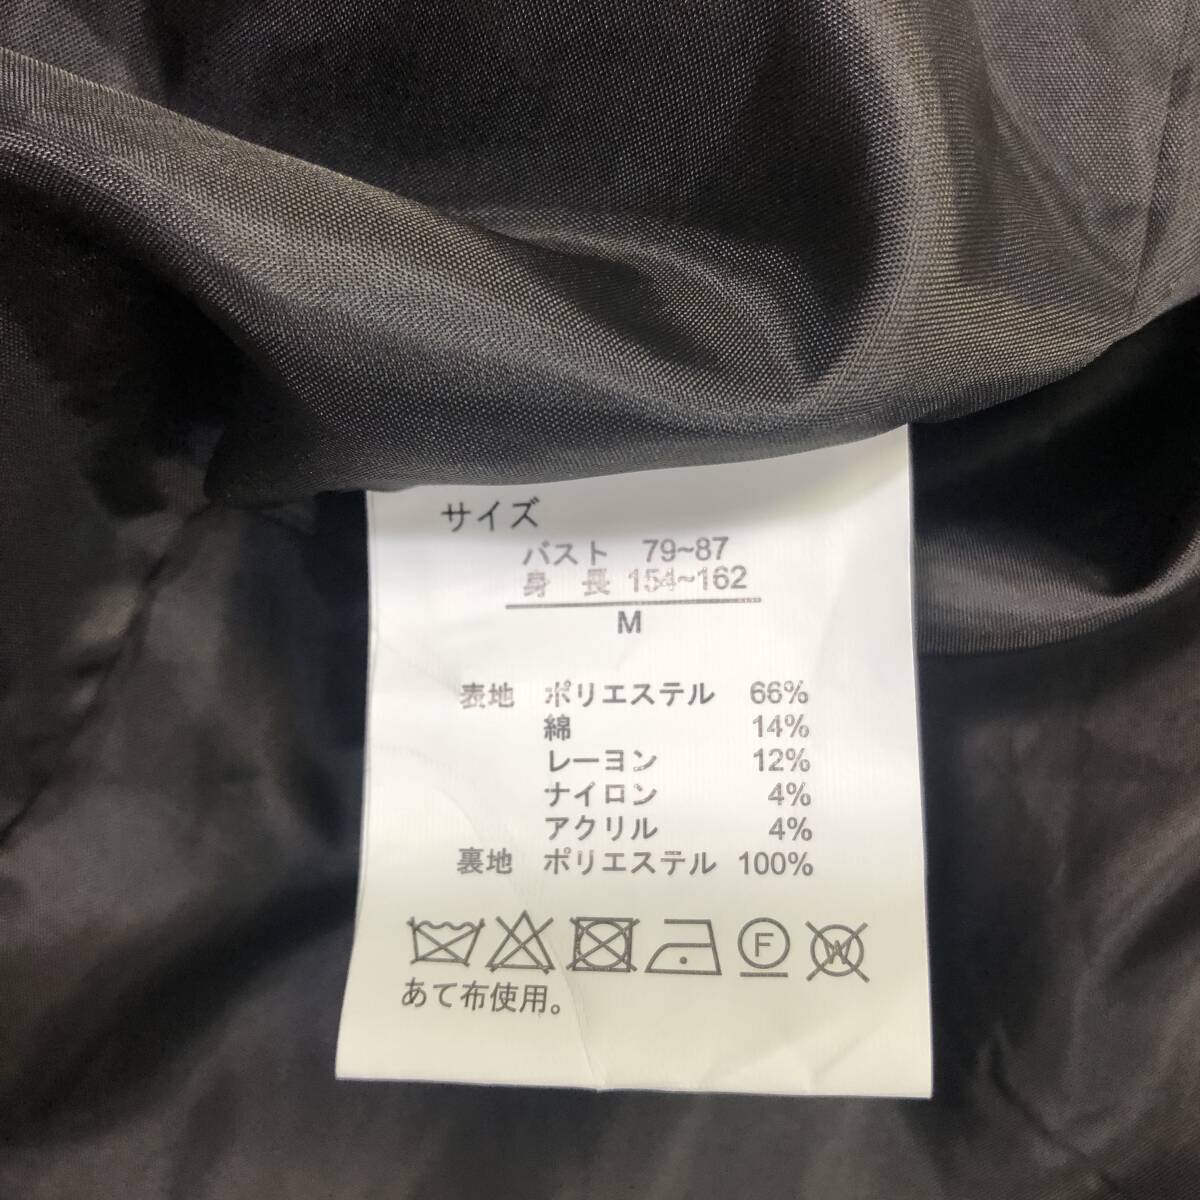 サイズ
バスト 79~87
身 長 154~162
M
表地 ポリエステル 66%
綿 14%
レーヨン 12%
ナイロン 4%
アクリル 4%
裏地 ポリエステル 100%
F W
あて布使用。